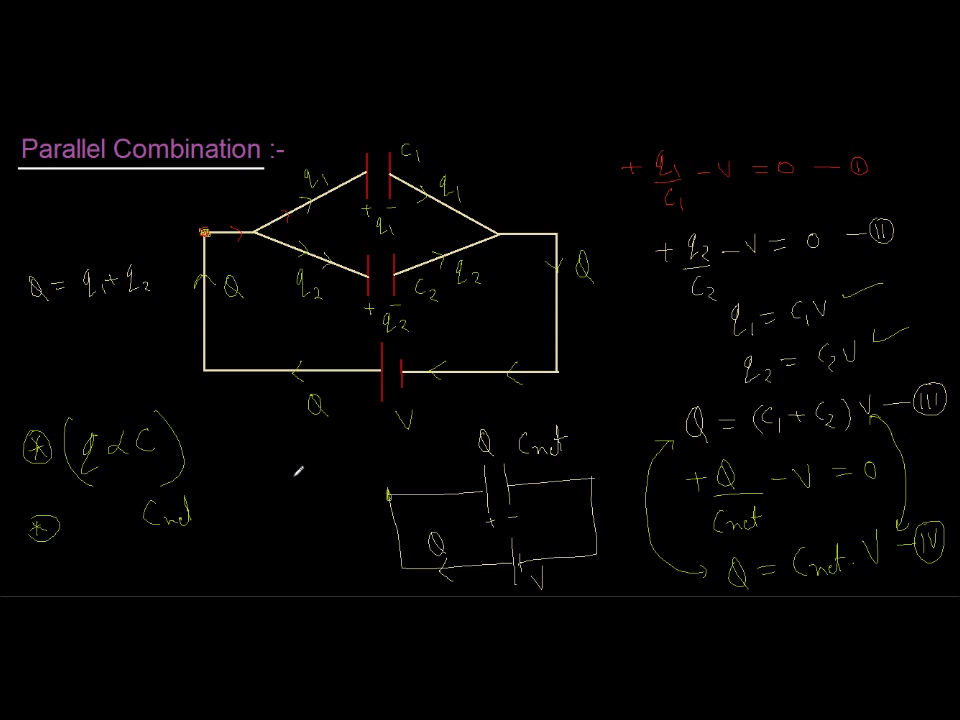 Parallel Combination :-
C1
q1
q1
+ -
q1
Q = q1 + q2
Q
q2
C2
q2
Q
+ -
q2
Q
V
* (q ∝ C)
* Cnet
Q Cnet
+ -
Q
V
+ q1/C1 - V = 0 — I
+ q2/C2 - V = 0 — II
q1 = C1V ✓
q2 = C2V ✓
Q = (C1 + C2) V — III
+ Q/Cnet - V = 0
Q = Cnet . V — IV